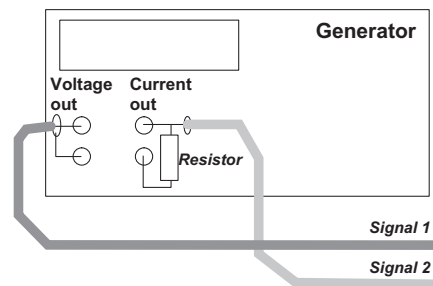 Generator
Voltage
out
Current
out
Resistor
Signal 1
Signal 2